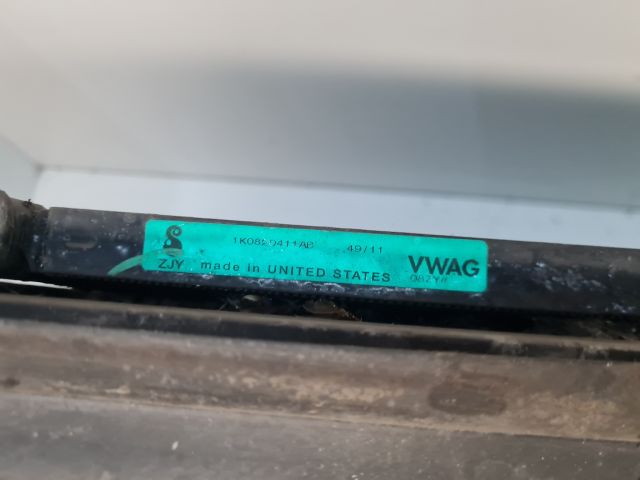 1K0820411AB 49/11
ZJY made in UNITED STATES VWAG